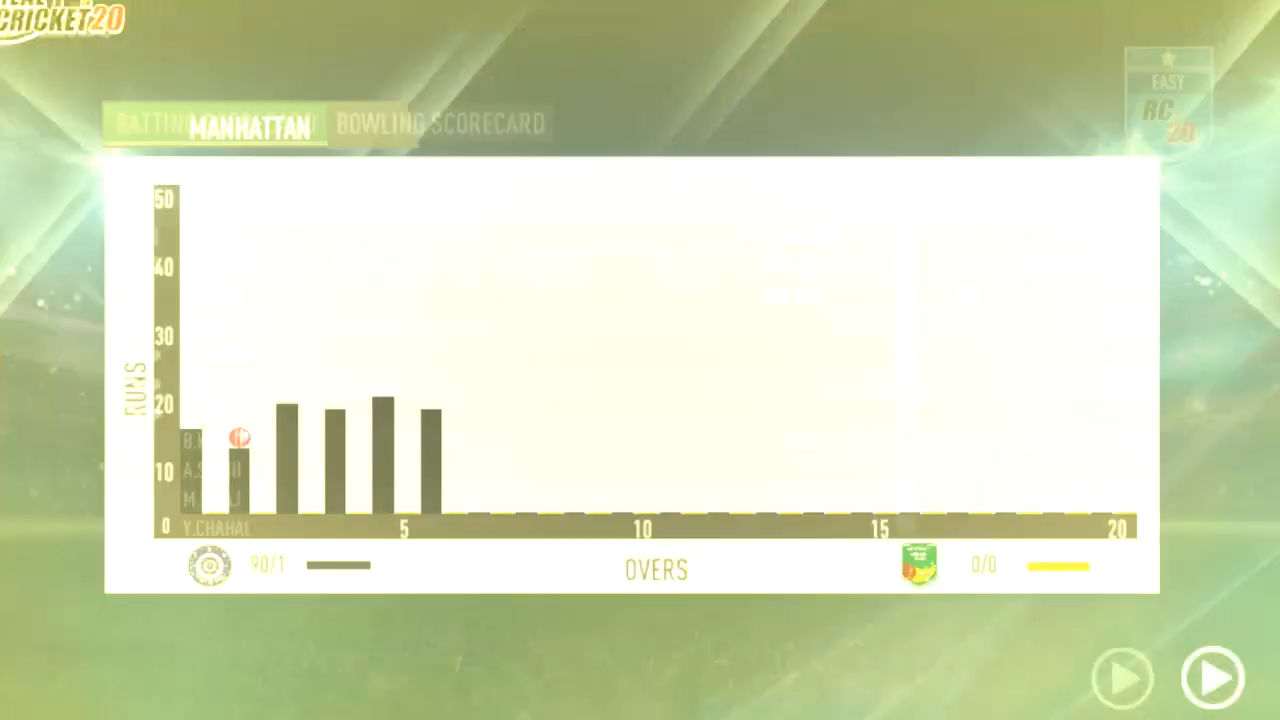 CRICKET20
EASY
RC
20
MANHATTAN
BOWLING SCORECARD
50
40
30
20
10
0
RUNS
Y.CHAHAL
5
10
15
20
90/1
OVERS
0/0